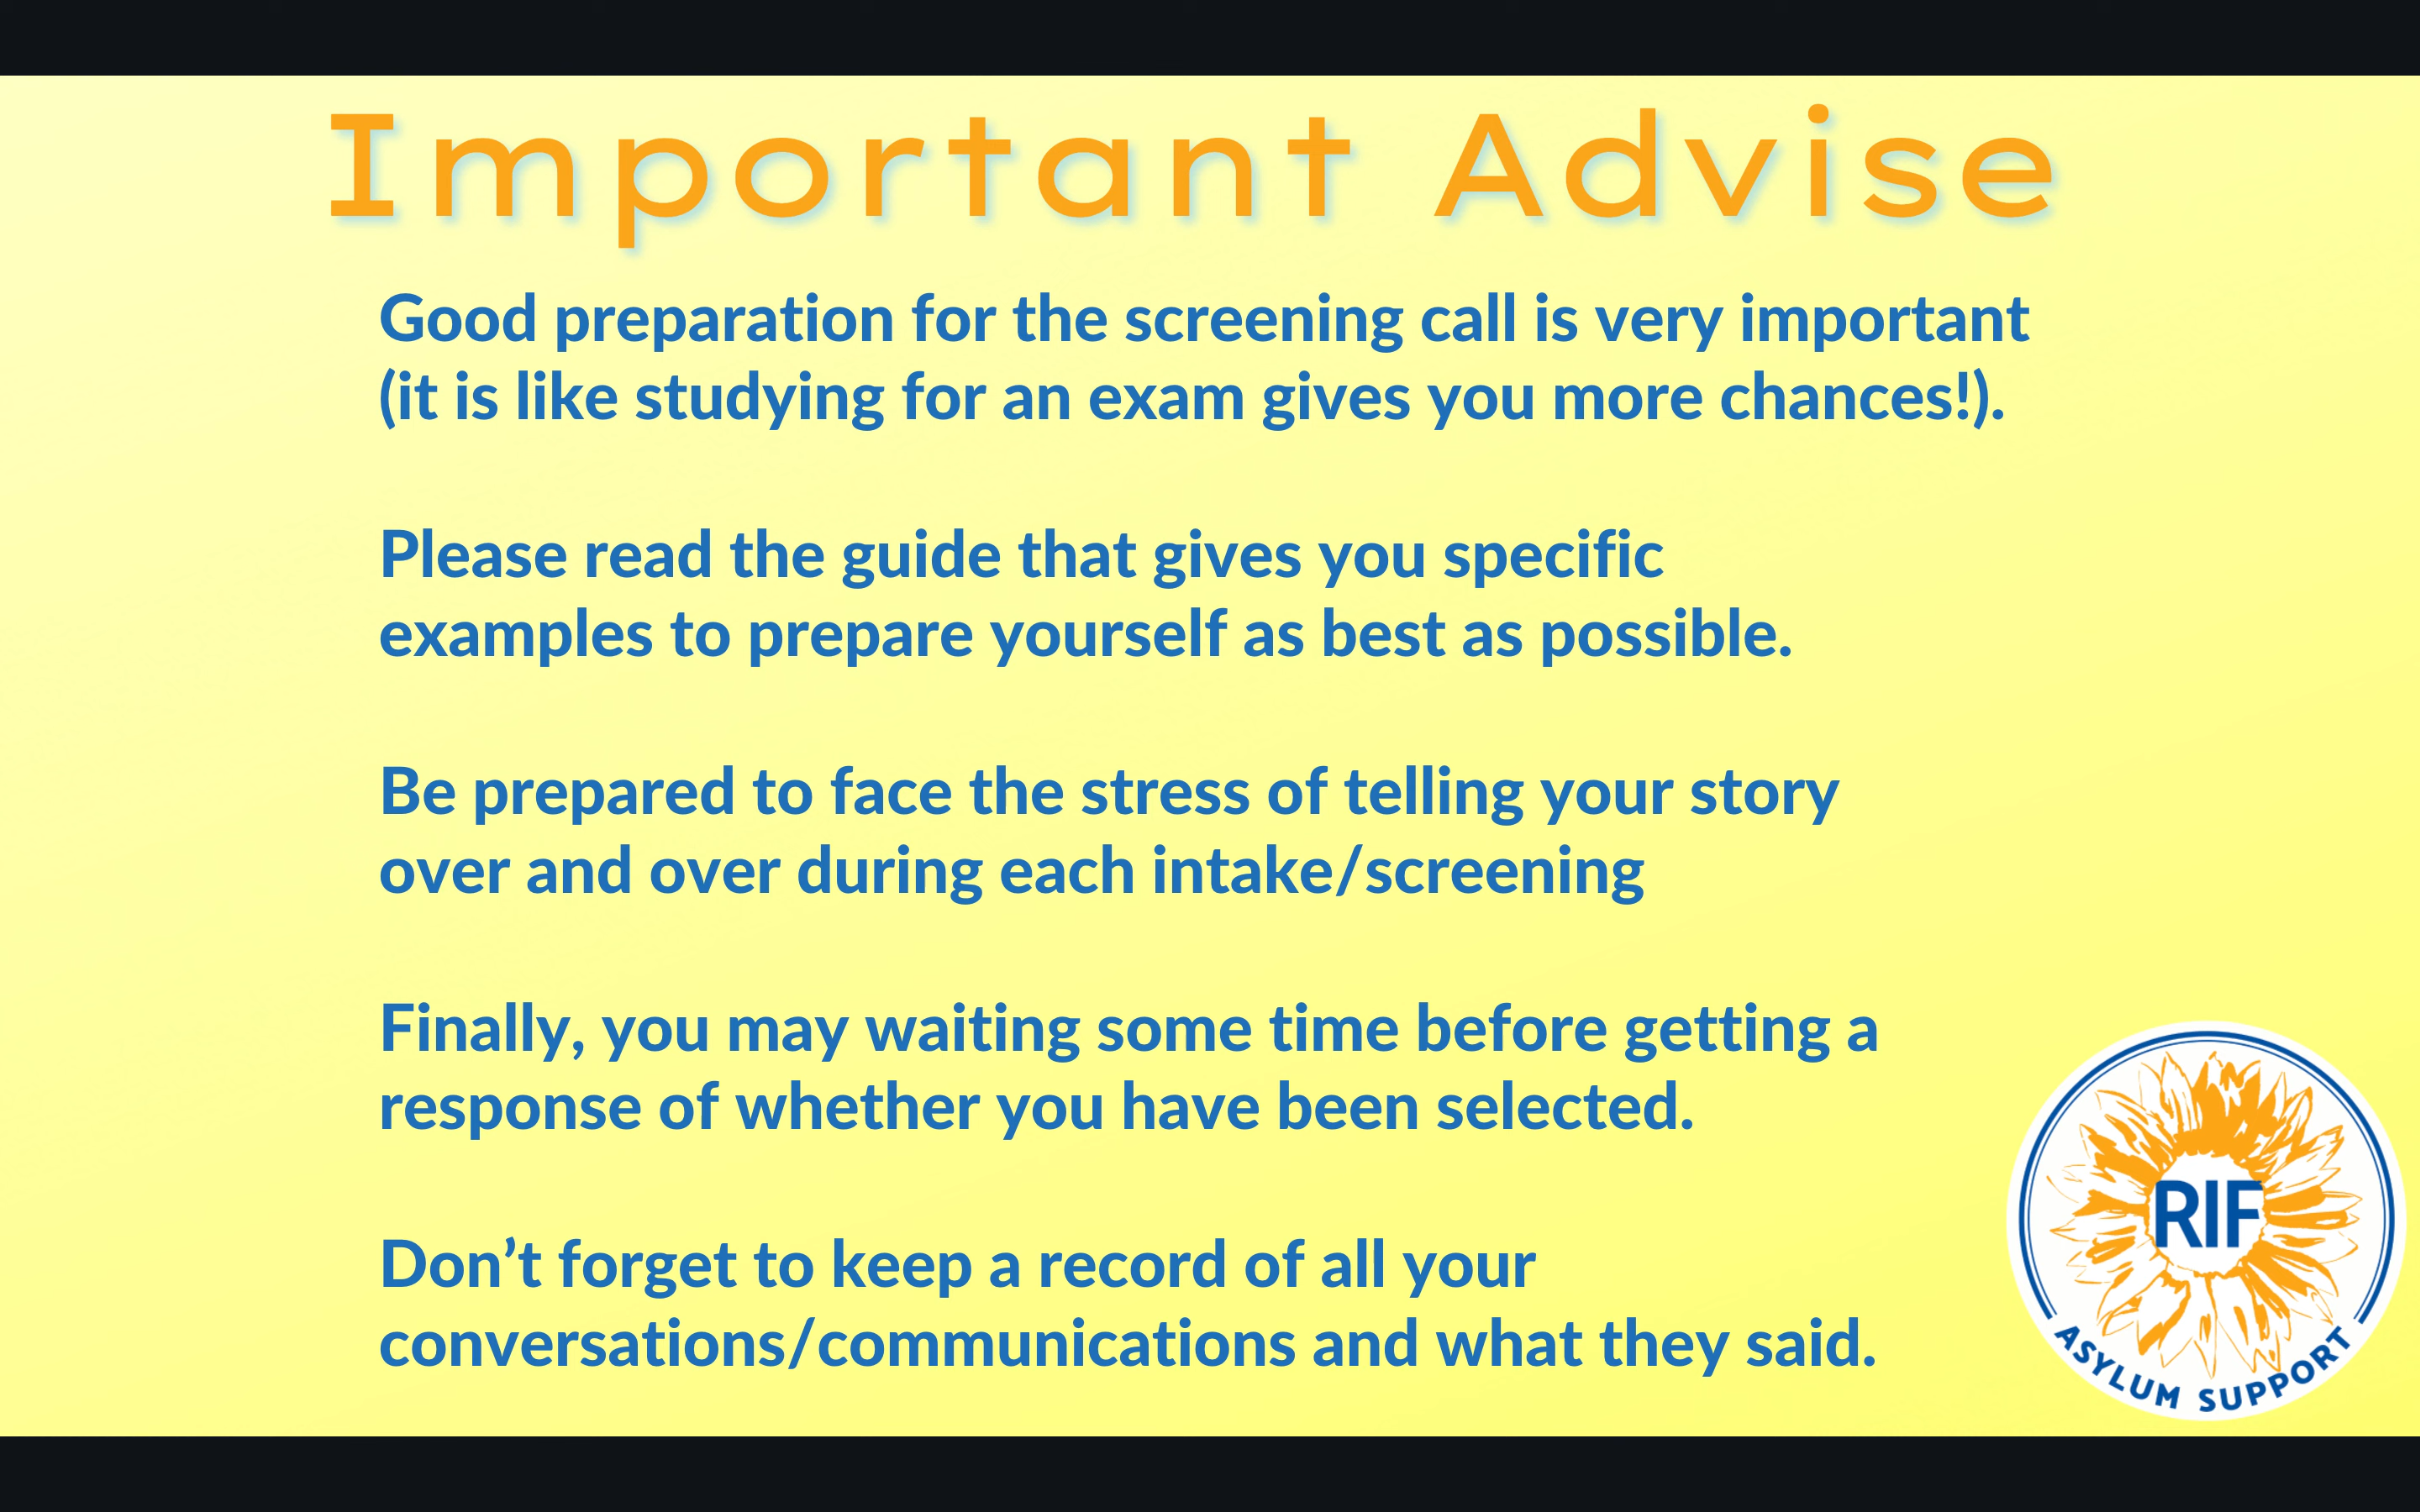 Important Advise
Good preparation for the screening call is very important
(it is like studying for an exam gives you more chances!).
Please read the guide that gives you specific
examples to prepare yourself as best as possible.
Be prepared to face the stress of telling your story
over and over during each intake/screening
Finally, you may waiting some time before getting a
response of whether you have been selected.
Don’t forget to keep a record of all your
conversations/communications and what they said.
RIF
ASYLUM SUPPORT